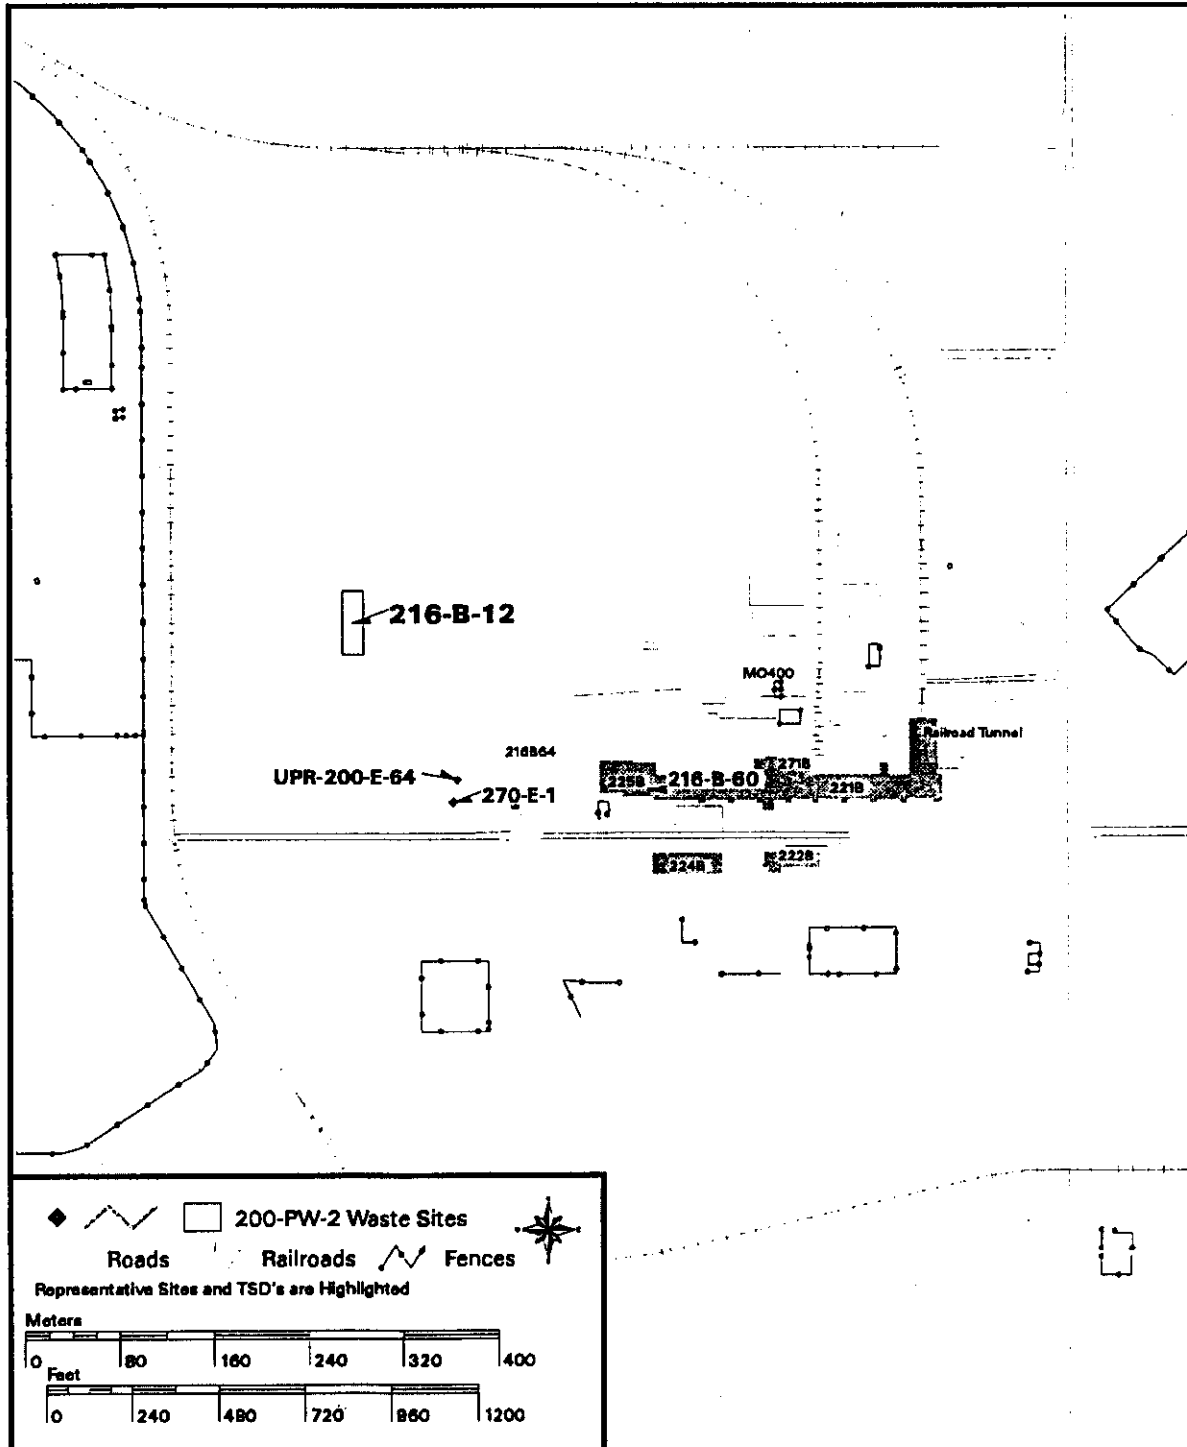 216-B-12
MO400
Railroad Tunnel
216B64
UPR-200-E-64
270-E-1
225B
216-B-60
271B
221B
224B
222B
200-PW-2 Waste Sites
Roads Railroads Fences
Representative Sites and TSD's are Highlighted
Meters
0 80 160 240 320 400
Feet
0 240 480 720 960 1200